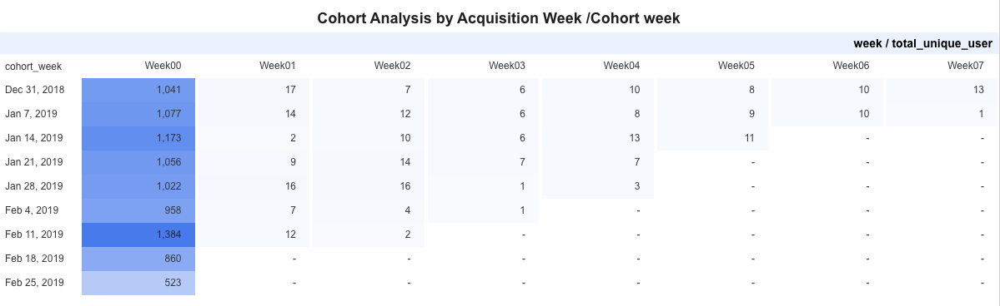 Cohort Analysis by Acquisition Week /Cohort week
week / total_unique_user
cohort_week Week00 Week01 Week02 Week03 Week04 Week05 Week06 Week07
Dec 31, 2018 1,041 17 7 6 10 8 10 13
Jan 7, 2019 1,077 14 12 6 8 9 10 1
Jan 14, 2019 1,173 2 10 6 13 11 - -
Jan 21, 2019 1,056 9 14 7 7 - - -
Jan 28, 2019 1,022 16 16 1 3 - - -
Feb 4, 2019 958 7 4 1 - - - -
Feb 11, 2019 1,384 12 2 - - - - -
Feb 18, 2019 860 - - - - - - -
Feb 25, 2019 523 - - - - - - -